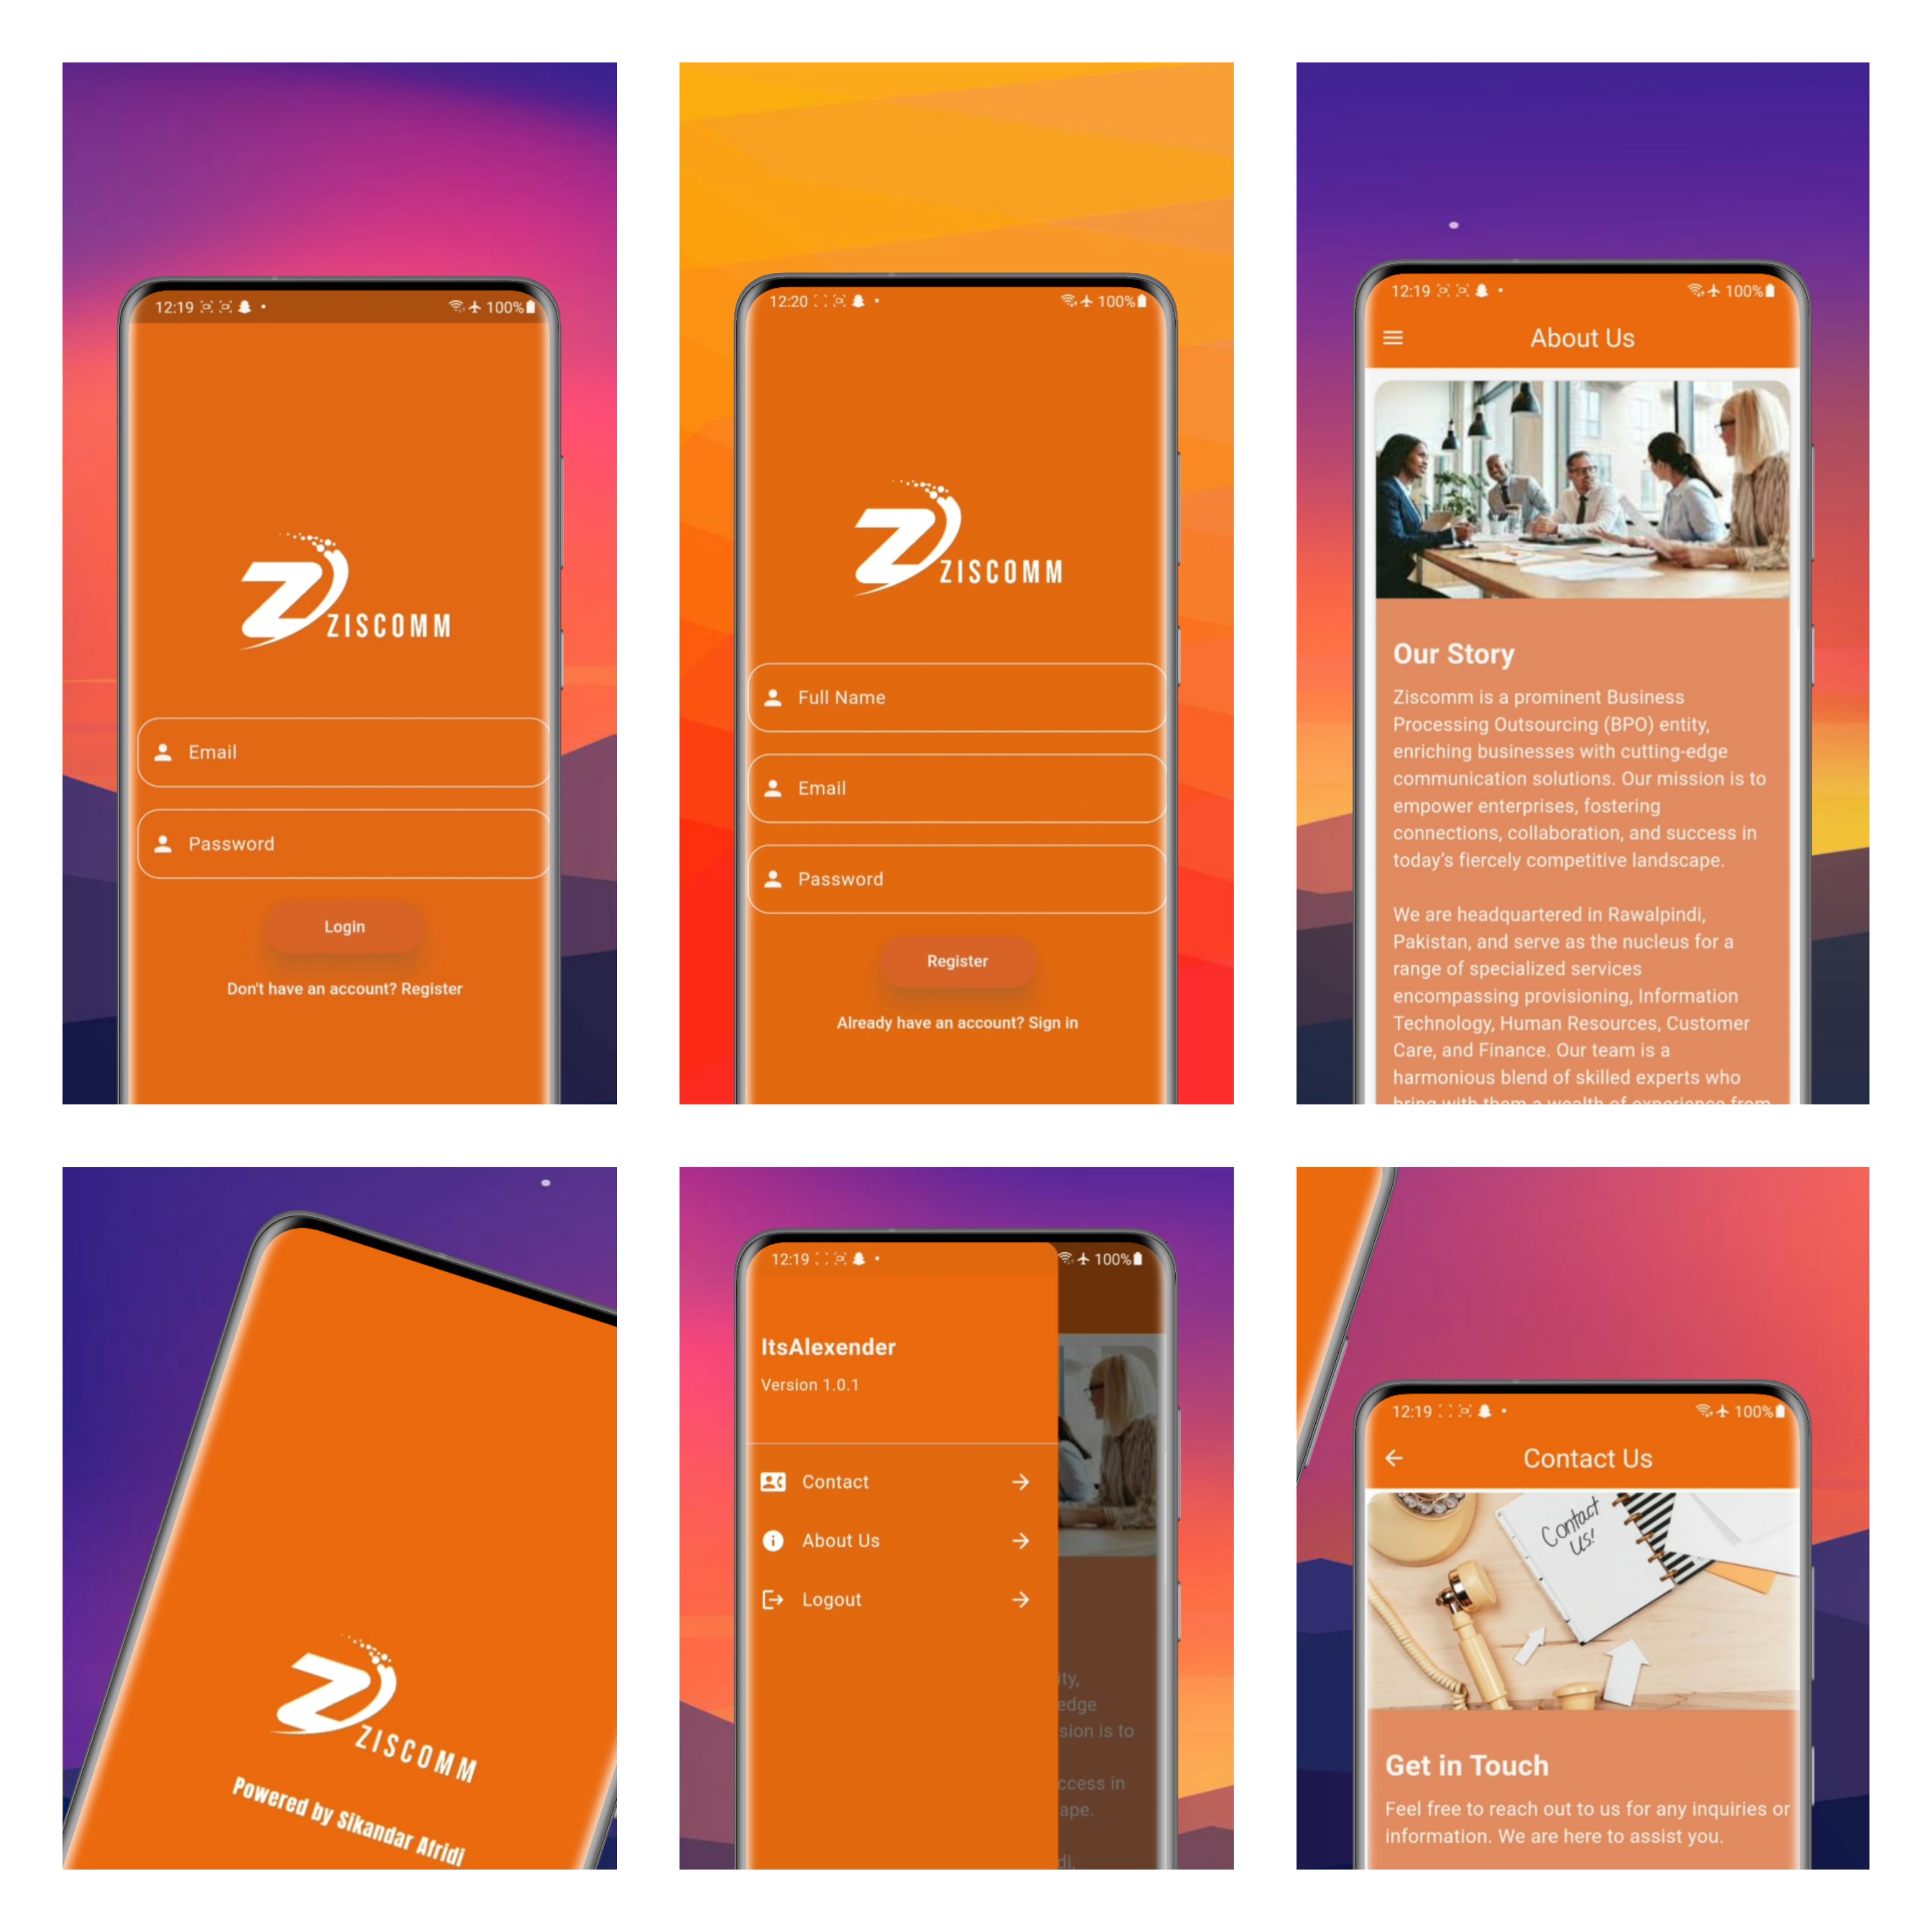 12:19
100%
ZISCOMM
Email
Password
Login
Don't have an account? Register
12:20
100%
ZISCOMM
Full Name
Email
Password
Register
Already have an account? Sign in
12:19
100%
About Us
Our Story
Ziscomm is a prominent Business
Processing Outsourcing (BPO) entity,
enriching businesses with cutting-edge
communication solutions. Our mission is to
empower enterprises, fostering
connections, collaboration, and success in
today's fiercely competitive landscape.
We are headquartered in Rawalpindi,
Pakistan, and serve as the nucleus for a
range of specialized services
encompassing provisioning, Information
Technology, Human Resources, Customer
Care, and Finance. Our team is a
harmonious blend of skilled experts who
bring with them a wealth of experience from
ZISCOMM
Powered by Sikandar Afridi
12:19
100%
ItsAlexender
Version 1.0.1
Contact
About Us
Logout
ity,
edge
sion is to
ccess in
ape.
di,
12:19
100%
Contact Us
Contact
Us!
Get in Touch
Feel free to reach out to us for any inquiries or
information. We are here to assist you.